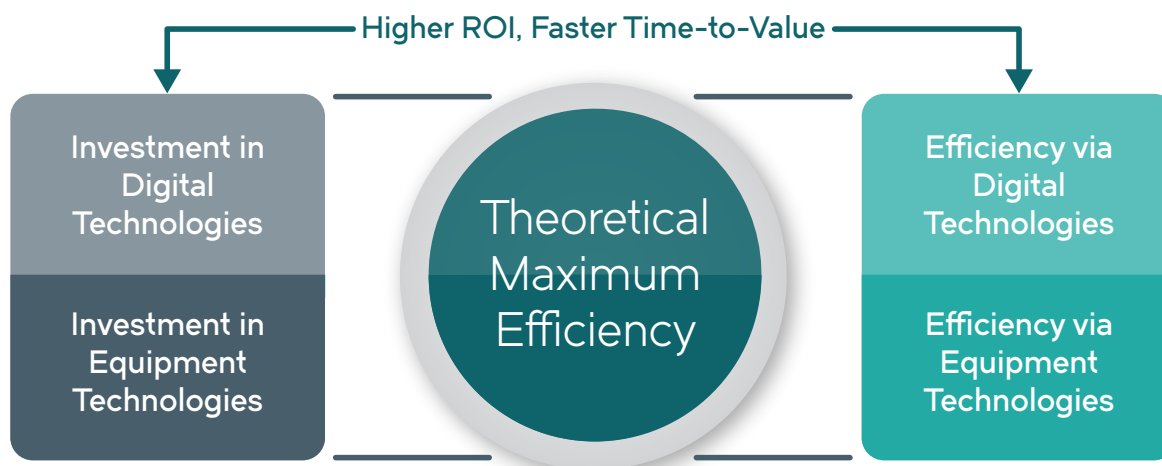 Higher ROI, Faster Time-to-Value
Investment in
Digital
Technologies
Investment in
Equipment
Technologies
Theoretical
Maximum
Efficiency
Efficiency via
Digital
Technologies
Efficiency via
Equipment
Technologies